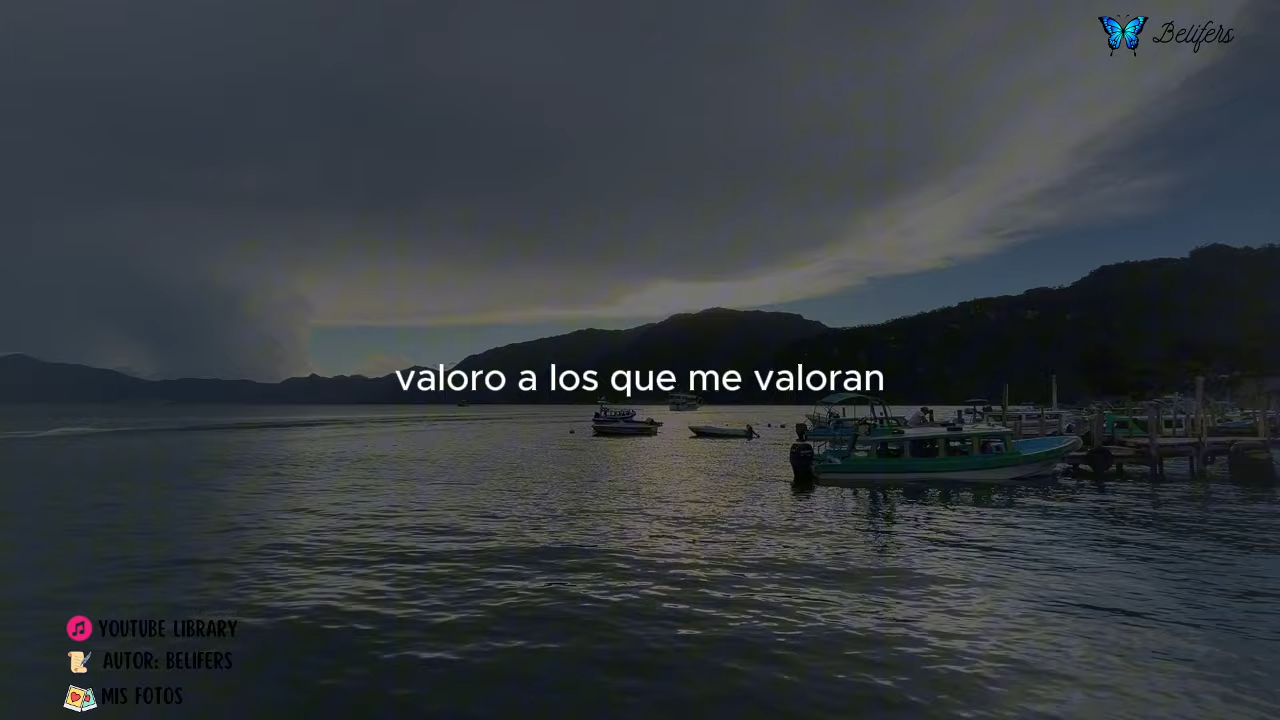 Belifers
valoro a los que me valoran
YOUTUBE LIBRARY
AUTOR: BELIFERS
MIS FOTOS